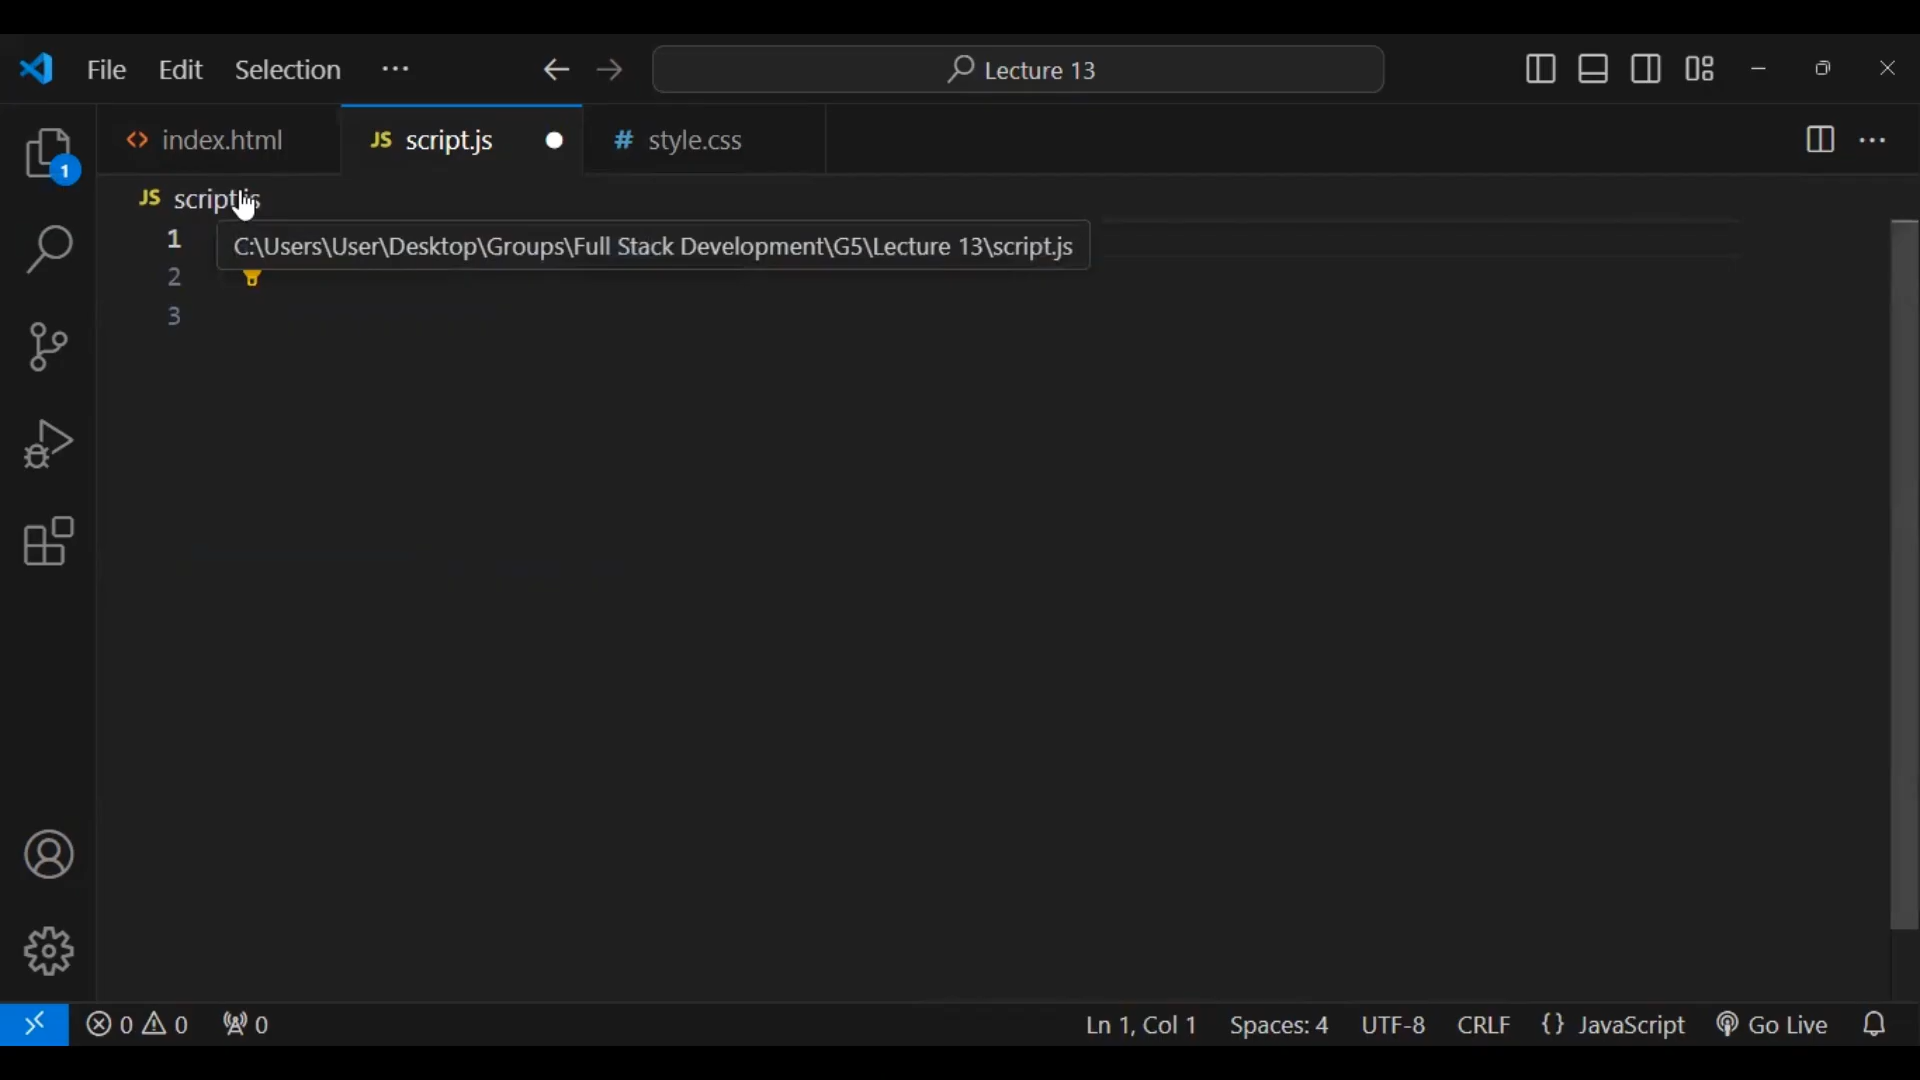 File Edit Selection ··· Lecture 13
index.html JS script.js # style.css
1
JS script.js
1 C:\Users\User\Desktop\Groups\Full Stack Development\G5\Lecture 13\script.js
2
3
0 0 0 Ln 1, Col 1 Spaces: 4 UTF-8 CRLF {} JavaScript Go Live